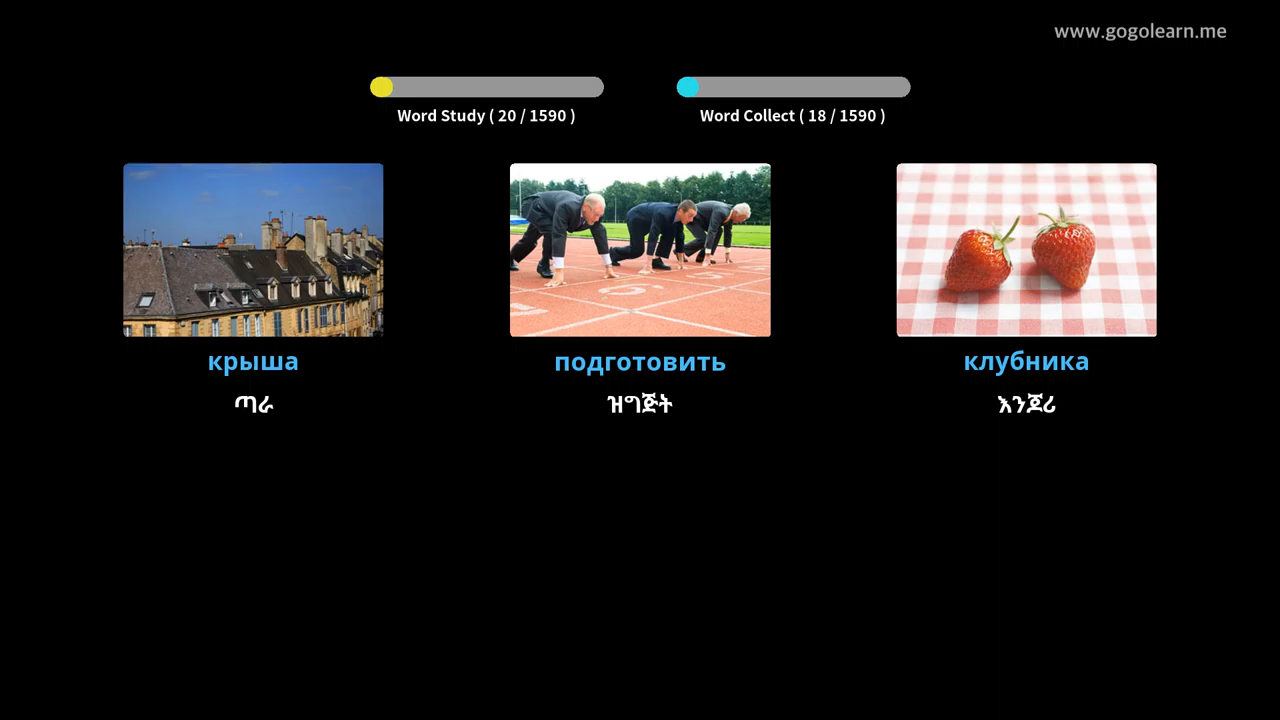 www.gogolearn.me
Word Study ( 20 / 1590 )
Word Collect ( 18 / 1590 )
крыша
подготовить
клубника
ጣራ
ዝግጅት
እንጆሪ